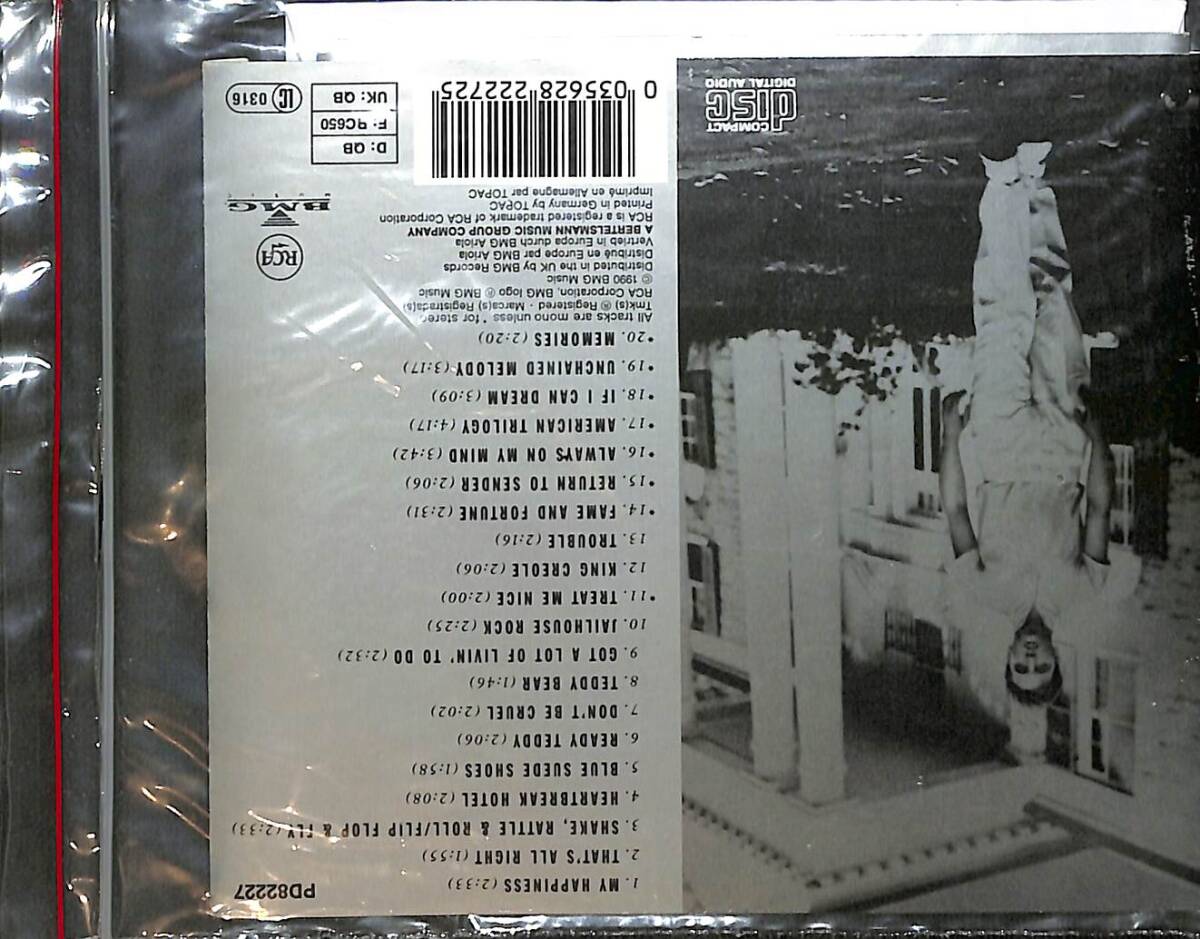 PD82227
1. MY HAPPINESS (2:33)
2. THAT'S ALL RIGHT (1:55)
3. SHAKE, RATTLE & ROLL/FLIP FLOP & FLY (2:33)
4. HEARTBREAK HOTEL (2:08)
5. BLUE SUEDE SHOES (1:58)
6. READY TEDDY (2:06)
7. DON'T BE CRUEL (2:02)
8. TEDDY BEAR (1:46)
9. GOT A LOT OF LIVIN' TO DO (2:32)
10. JAILHOUSE ROCK (2:25)
•11. TREAT ME NICE (2:00)
12. KING CREOLE (2:06)
13. TROUBLE (2:16)
•14. FAME AND FORTUNE (2:31)
•15. RETURN TO SENDER (2:06)
•16. ALWAYS ON MY MIND (3:42)
•17. AMERICAN TRILOGY (4:17)
•18. IF I CAN DREAM (3:09)
•19. UNCHAINED MELODY (3:17)
•20. MEMORIES (2:20)
All tracks are mono unless • for stereo
Tmk(s) ® Registered • Marca(s) Registrada(s)
RCA Corporation, BMG logo ® BMG Music
© 1990 BMG Music
Distributed in the UK by BMG Records
Distribué en Europe par BMG Ariola
Vertrieb in Europa durch BMG Ariola
A BERTELSMANN MUSIC GROUP COMPANY
RCA is a registered trademark of RCA Corporation
Printed in Germany by TOPAC
Imprimé en Allemagne par TOPAC
RCA
BMG
MUSIC
0 035628 222725
D: QB
F: RC650
UK: QB
LC 0316
COMPACT
disc
DIGITAL AUDIO